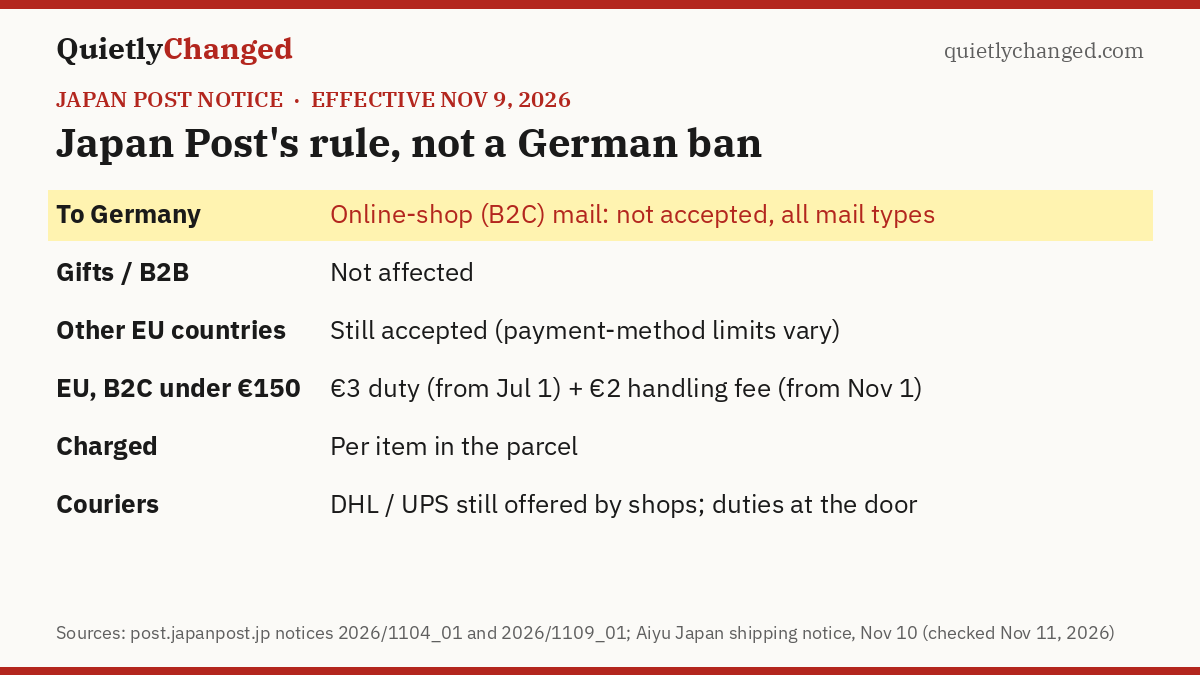 QuietlyChanged
quietlychanged.com
JAPAN POST NOTICE · EFFECTIVE NOV 9, 2026
Japan Post's rule, not a German ban
To Germany Online-shop (B2C) mail: not accepted, all mail types
Gifts / B2B Not affected
Other EU countries Still accepted (payment-method limits vary)
EU, B2C under €150 €3 duty (from Jul 1) + €2 handling fee (from Nov 1)
Charged Per item in the parcel
Couriers DHL / UPS still offered by shops; duties at the door
Sources: post.japanpost.jp notices 2026/1104_01 and 2026/1109_01; Aiyu Japan shipping notice, Nov 10 (checked Nov 11, 2026)